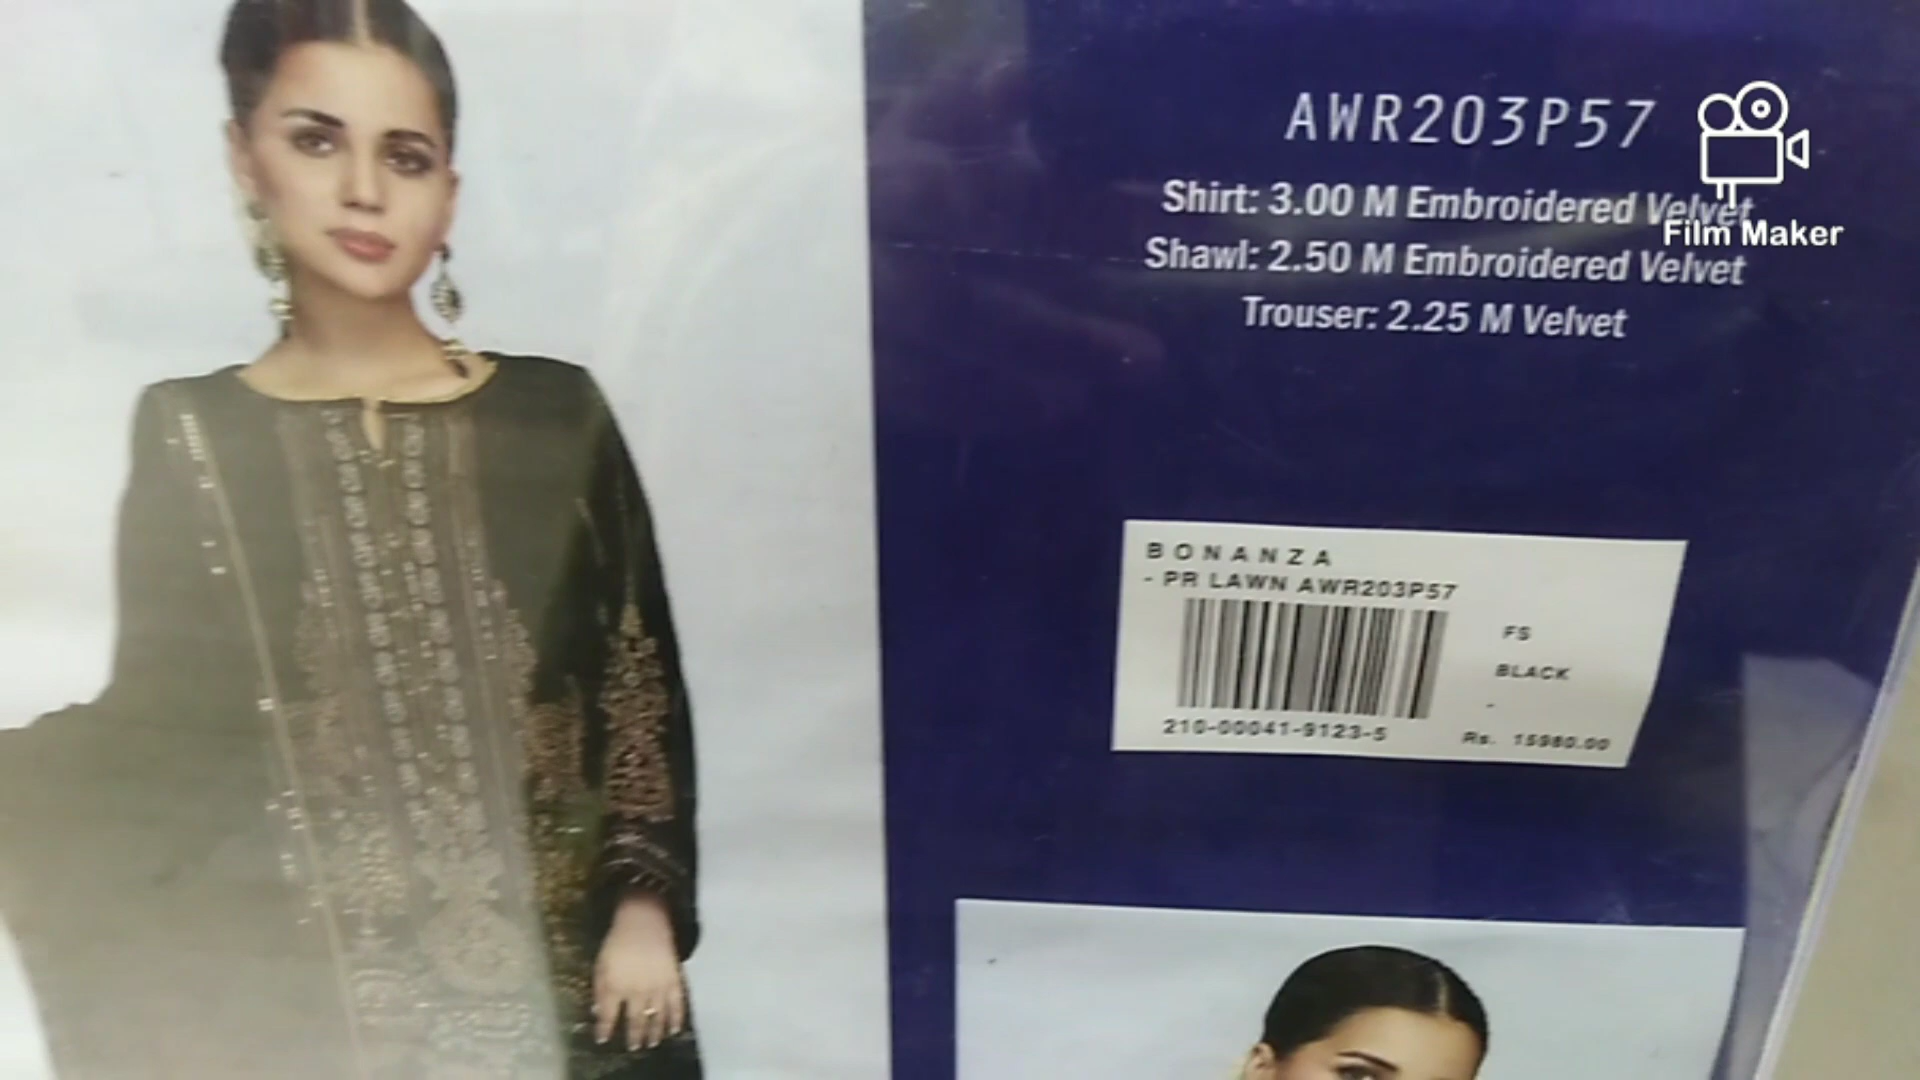 AWR203P57
Shirt: 3.00 M Embroidered Velvet
Film Maker
Shawl: 2.50 M Embroidered Velvet
Trouser: 2.25 M Velvet
BONANZA
- PR LAWN AWR203P57
FS
BLACK
-
210-00041-9123-5
Rs. 15980.00